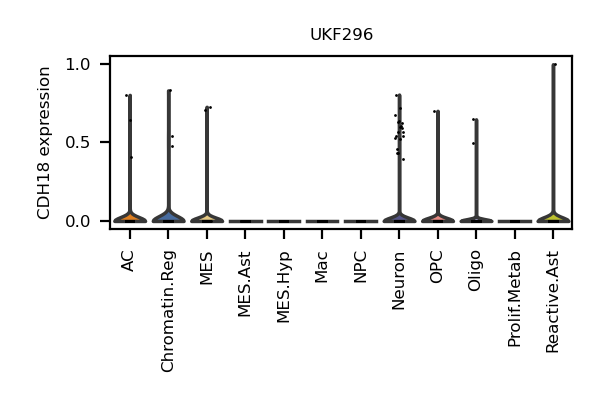 UKF296
CDH18 expression
1.0
0.5
0.0
AC
Chromatin.Reg
MES
MES.Ast
MES.Hyp
Mac
NPC
Neuron
OPC
Oligo
Prolif.Metab
Reactive.Ast